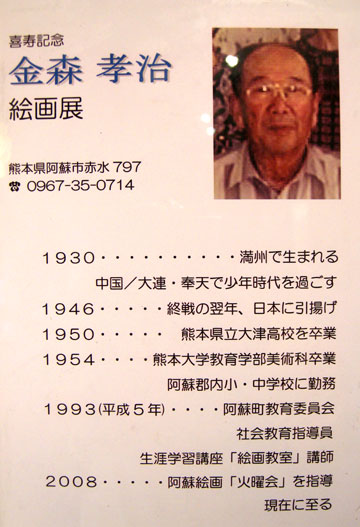 喜寿記念
金森 孝治
絵画展
熊本県阿蘇市赤水797
☎ 0967-35-0714
1930・・・・・・・・・・満州で生まれる
中国／大連・奉天で少年時代を過ごす
1946・・・・・終戦の翌年、日本に引揚げ
1950・・・・・ 熊本県立大津高校を卒業
1954・・・・熊本大学教育学部美術科卒業
阿蘇郡内小・中学校に勤務
1993(平成5年)・・・・阿蘇町教育委員会
社会教育指導員
生涯学習講座「絵画教室」講師
2008・・・・・阿蘇絵画「火曜会」を指導
現在に至る